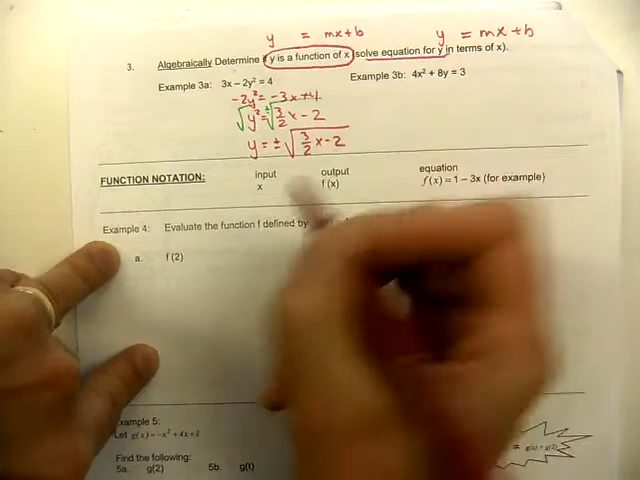 y = mx+b y = mx+b
3. Algebraically Determine if y is a function of x (solve equation for y in terms of x).
Example 3a: 3x − 2y² = 4 Example 3b: 4x² + 8y = 3
-2y² = -3x+4
√y² = ±√3/2 x - 2
y = ± √3/2 x - 2
FUNCTION NOTATION: input output equation
x f (x) f(x) = 1 − 3x (for example)
Example 4: Evaluate the function f defined by
a. f (2)
Example 5:
Let g(x) = -x² + 4x + 1
Find the following:
5a. g(2) 5b. g(t)